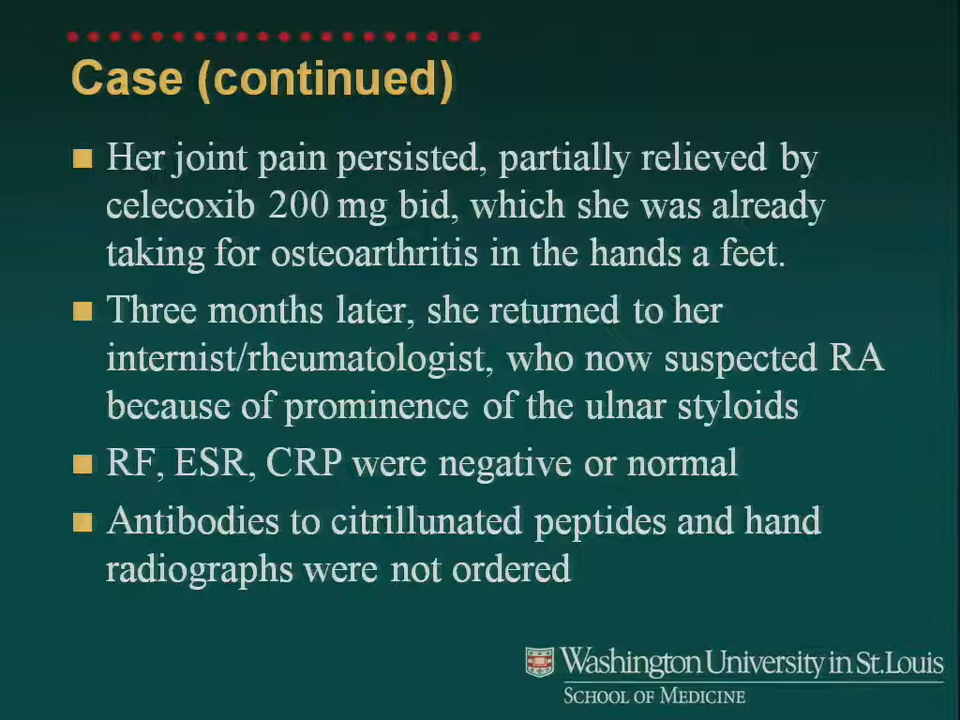 Case (continued)
Her joint pain persisted, partially relieved by
celecoxib 200 mg bid, which she was already
taking for osteoarthritis in the hands a feet.
Three months later, she returned to her
internist/rheumatologist, who now suspected RA
because of prominence of the ulnar styloids
RF, ESR, CRP were negative or normal
Antibodies to citrillunated peptides and hand
radiographs were not ordered
Washington University in St. Louis
SCHOOL OF MEDICINE